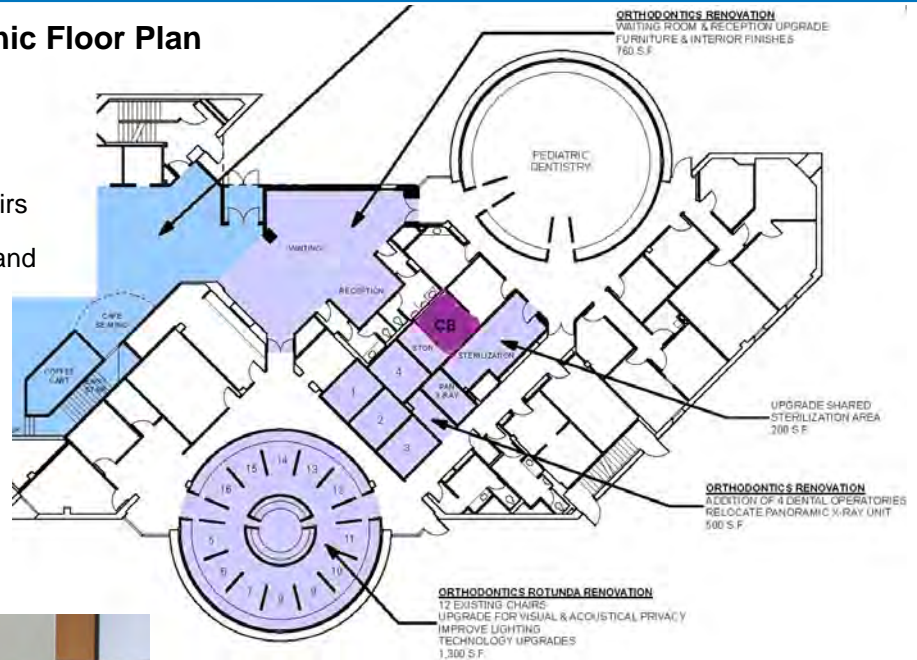 nic Floor Plan
ORTHODONTICS RENOVATION
WAITING ROOM & RECEPTION UPGRADE
FURNITURE & INTERIOR FINISHES
760 S.F.
irs
and
PEDIATRIC
DENTISTRY
WAITING
RECEPTION
CAFE
SEATING
COFFEE
CART
STOR
CB
STERILIZATION
PAN
X-RAY
1
2
3
4
UPGRADE SHARED
STERILIZATION AREA
200 S.F.
ORTHODONTICS RENOVATION
ADDITION OF 4 DENTAL OPERATORIES
RELOCATE PANORAMIC X-RAY UNIT
500 S.F.
14
15
13
16
12
5
11
6
10
7
8
9
ORTHODONTICS ROTUNDA RENOVATION
12 EXISTING CHAIRS
UPGRADE FOR VISUAL & ACOUSTICAL PRIVACY
IMPROVE LIGHTING
TECHNOLOGY UPGRADES
1,300 S.F.